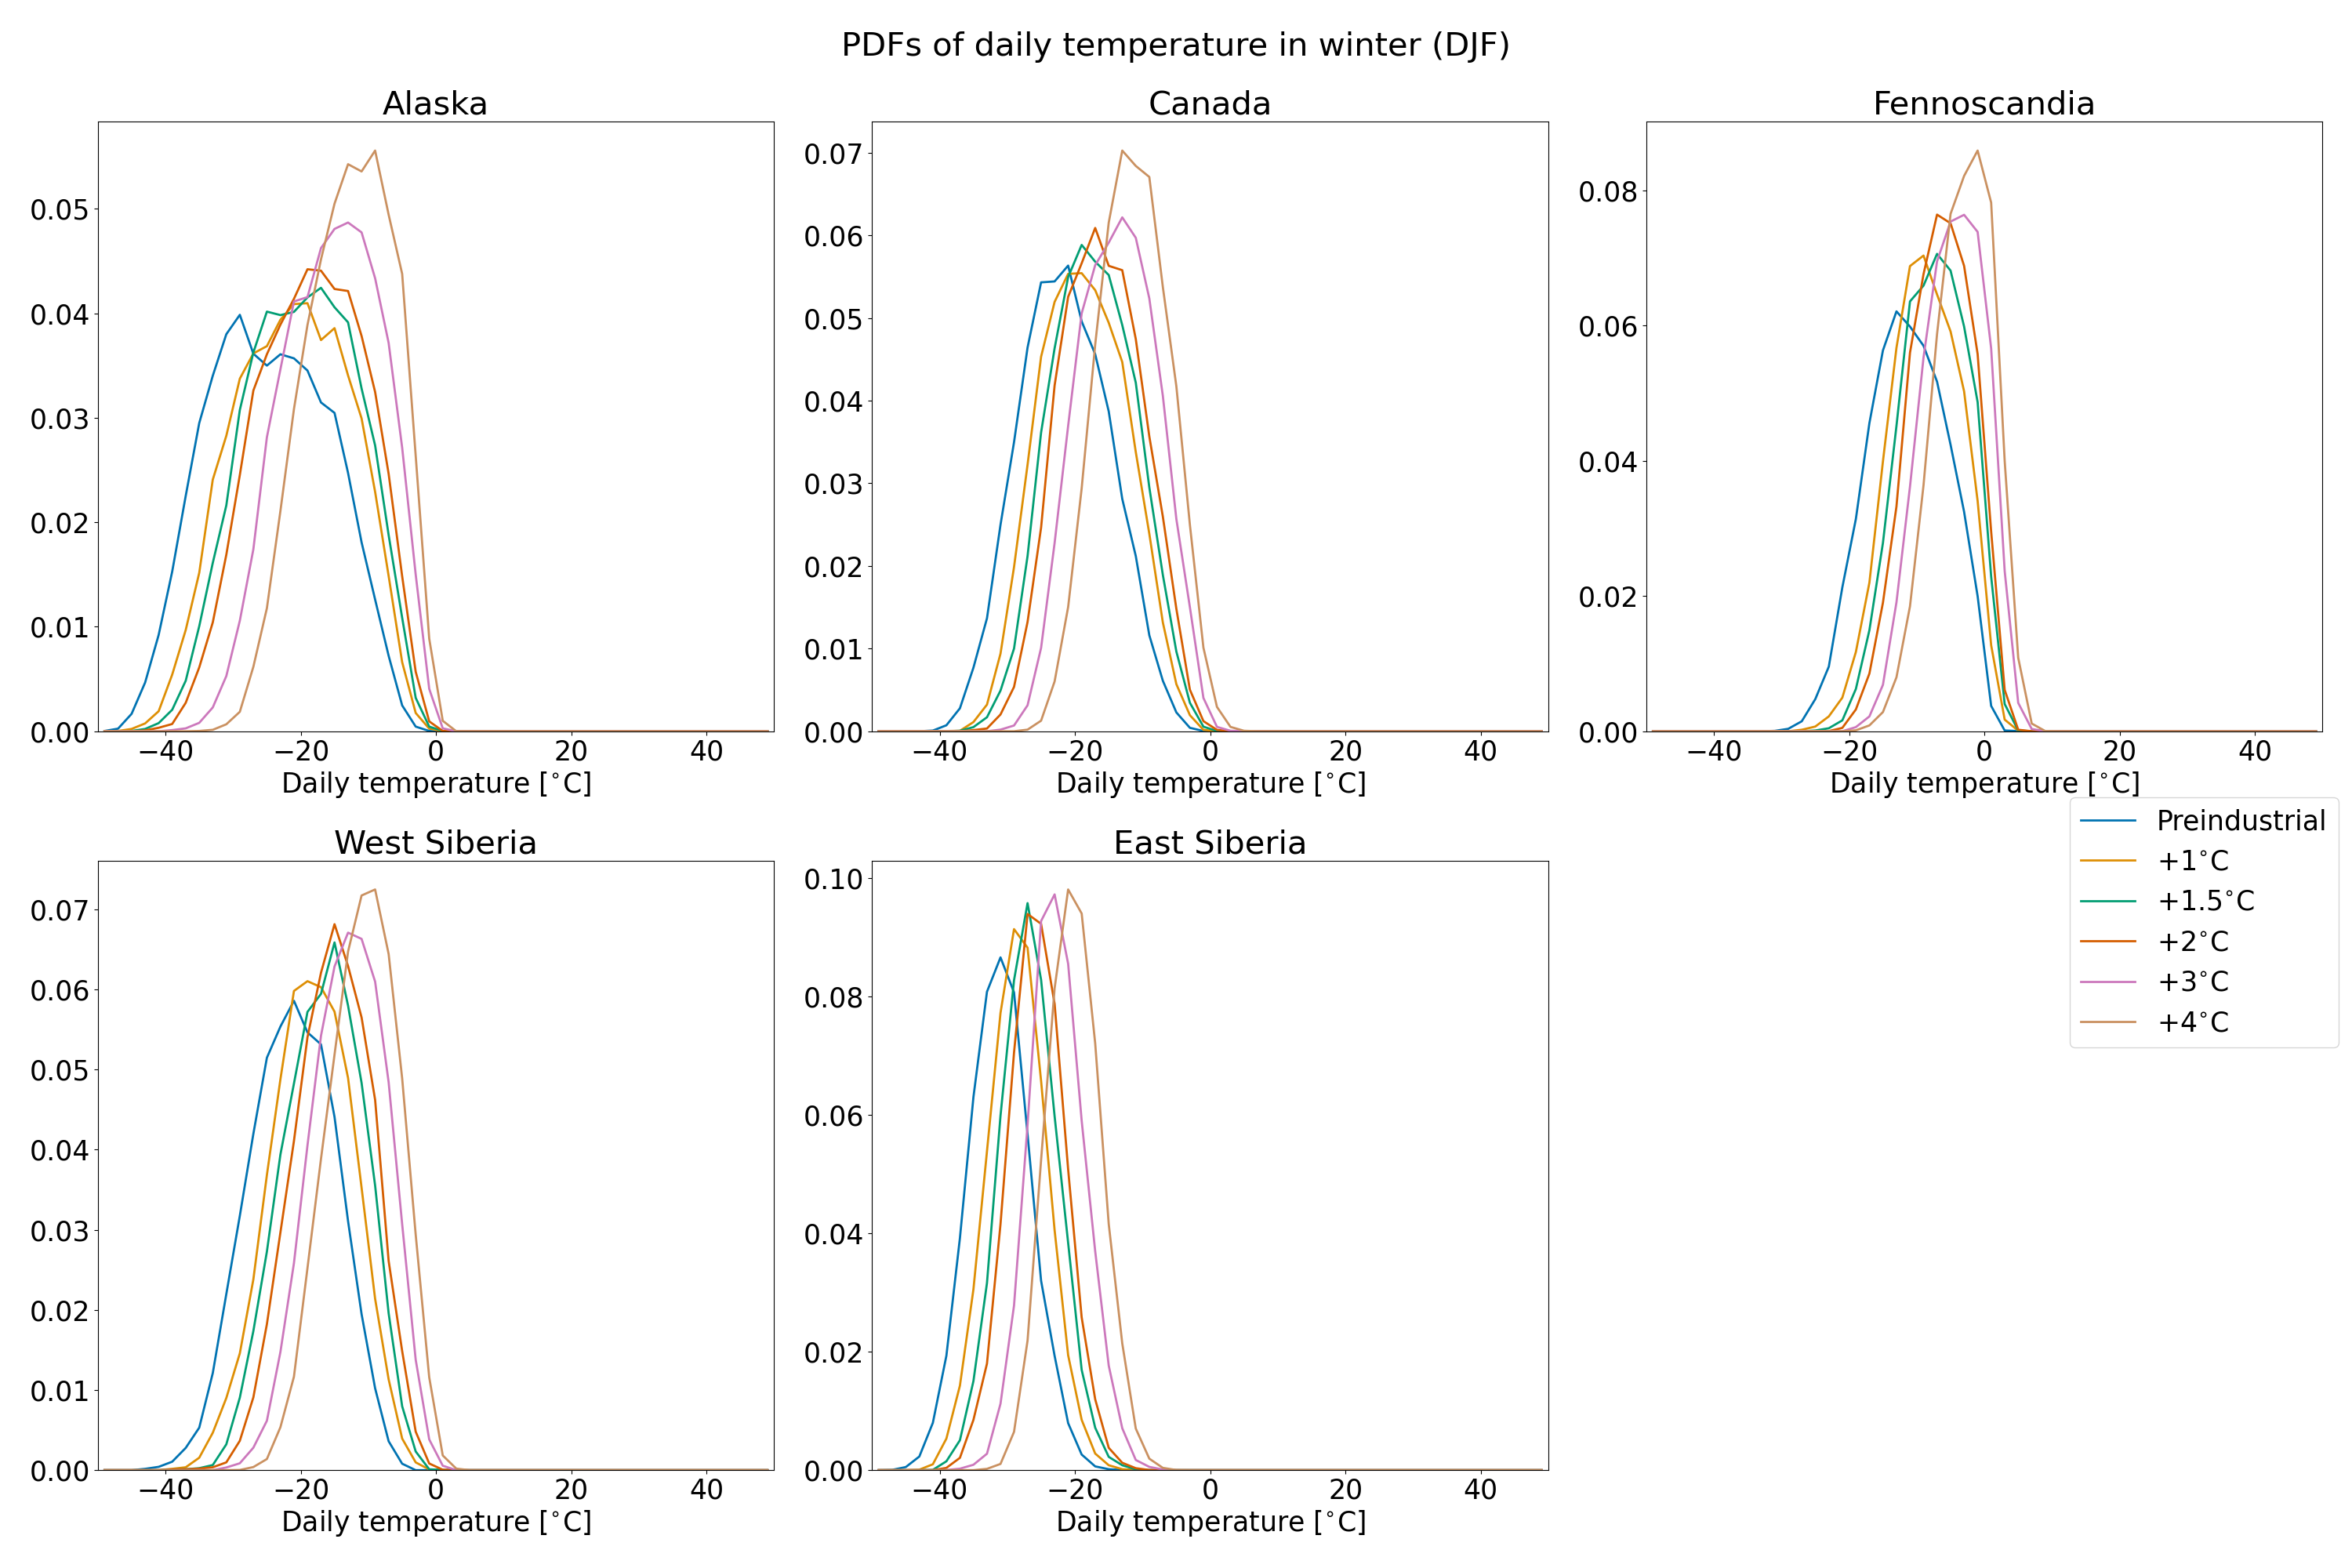 PDFs of daily temperature in winter (DJF)
Alaska
0.05
0.04
0.03
0.02
0.01
0.00
−40 −20 0 20 40
Daily temperature [°C]
Canada
0.07
0.06
0.05
0.04
0.03
0.02
0.01
0.00
−40 −20 0 20 40
Daily temperature [°C]
Fennoscandia
0.08
0.06
0.04
0.02
0.00
−40 −20 0 20 40
Daily temperature [°C]
Preindustrial
+1°C
+1.5°C
+2°C
+3°C
+4°C
West Siberia
0.07
0.06
0.05
0.04
0.03
0.02
0.01
0.00
−40 −20 0 20 40
Daily temperature [°C]
East Siberia
0.10
0.08
0.06
0.04
0.02
0.00
−40 −20 0 20 40
Daily temperature [°C]